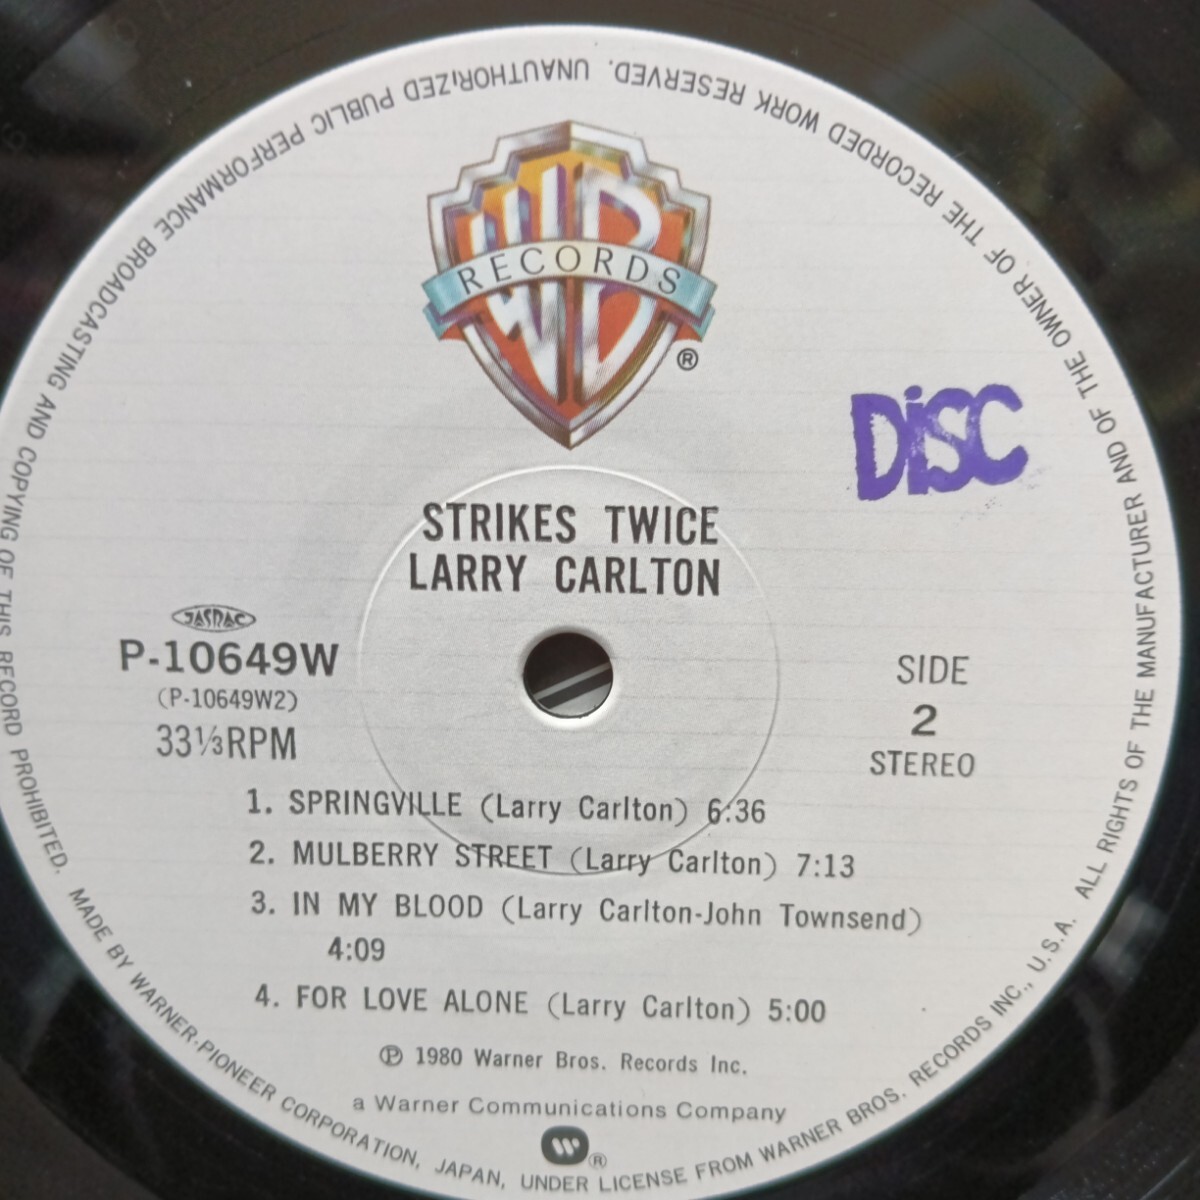 WB
RECORDS
®
DiSC
STRIKES TWICE
LARRY CARLTON
JASRAC
P-10649W
(P-10649W2)
33⅓RPM
SIDE
2
STEREO
1. SPRINGVILLE (Larry Carlton) 6:36
2. MULBERRY STREET (Larry Carlton) 7:13
3. IN MY BLOOD (Larry Carlton-John Townsend)
4:09
4. FOR LOVE ALONE (Larry Carlton) 5:00
℗ 1980 Warner Bros. Records Inc.
a Warner Communications Company
®
ALL RIGHTS OF THE MANUFACTURER AND OF THE OWNER OF THE RECORDED WORK RESERVED. UNAUTHORIZED PUBLIC PERFORMANCE BROADCASTING AND COPYING OF THIS RECORD PROHIBITED.
MADE BY WARNER-PIONEER CORPORATION, JAPAN, UNDER LICENSE FROM WARNER BROS. RECORDS INC., U.S.A.